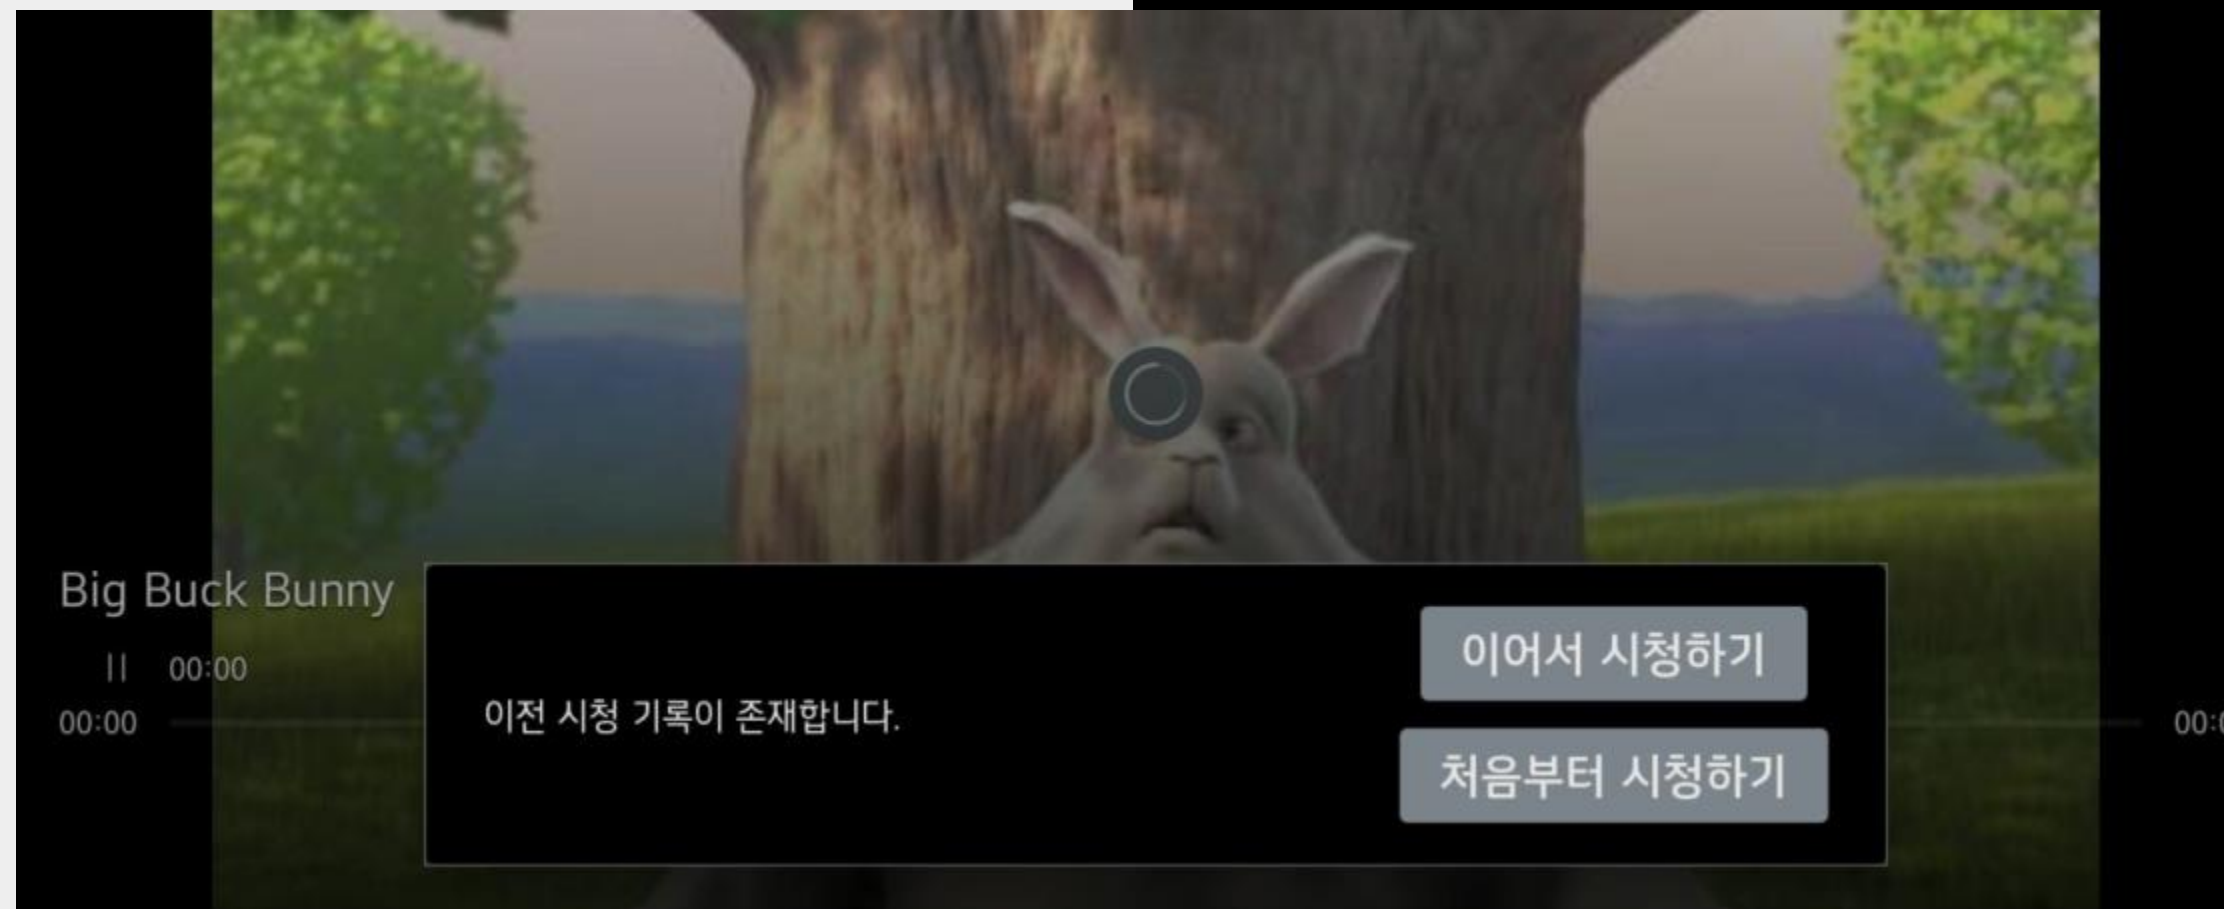 Big Buck Bunny
00:00
00:00
이전 시청 기록이 존재합니다.
이어서 시청하기
처음부터 시청하기